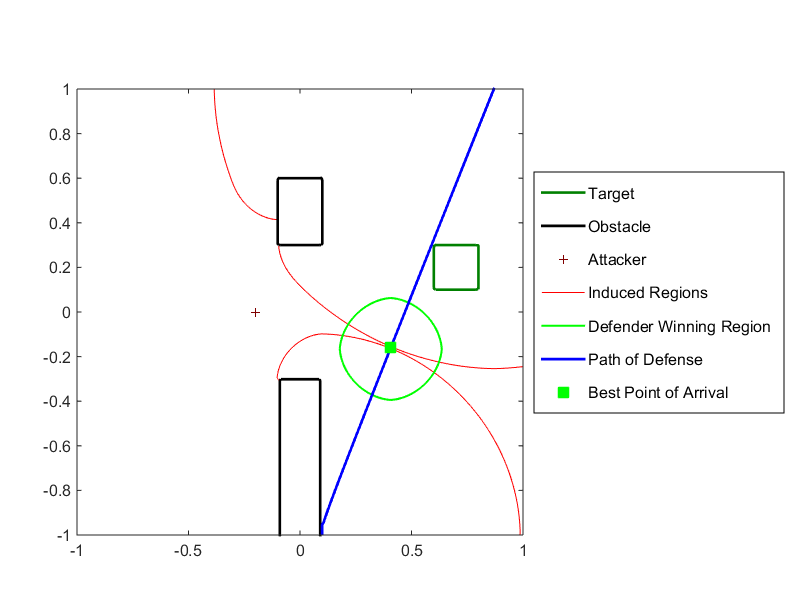 1
0.8
0.6
0.4
0.2
0
-0.2
-0.4
-0.6
-0.8
-1
-1 -0.5 0 0.5 1
Target
Obstacle
Attacker
Induced Regions
Defender Winning Region
Path of Defense
Best Point of Arrival